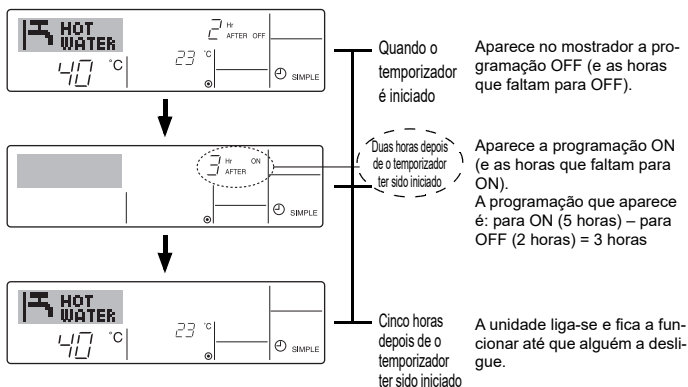 HOT
WATER
40 °C
2 Hr
AFTER OFF
23 °C
SIMPLE
Quando o
temporizador
é iniciado
Aparece no mostrador a pro-
gramação OFF (e as horas
que faltam para OFF).
3 Hr ON
AFTER
SIMPLE
Duas horas depois
de o temporizador
ter sido iniciado
Aparece a programação ON
(e as horas que faltam para
ON).
A programação que aparece
é: para ON (5 horas) – para
OFF (2 horas) = 3 horas
HOT
WATER
40 °C
23 °C
SIMPLE
Cinco horas
depois de o
temporizador
ter sido iniciado
A unidade liga-se e fica a fun-
cionar até que alguém a desli-
gue.